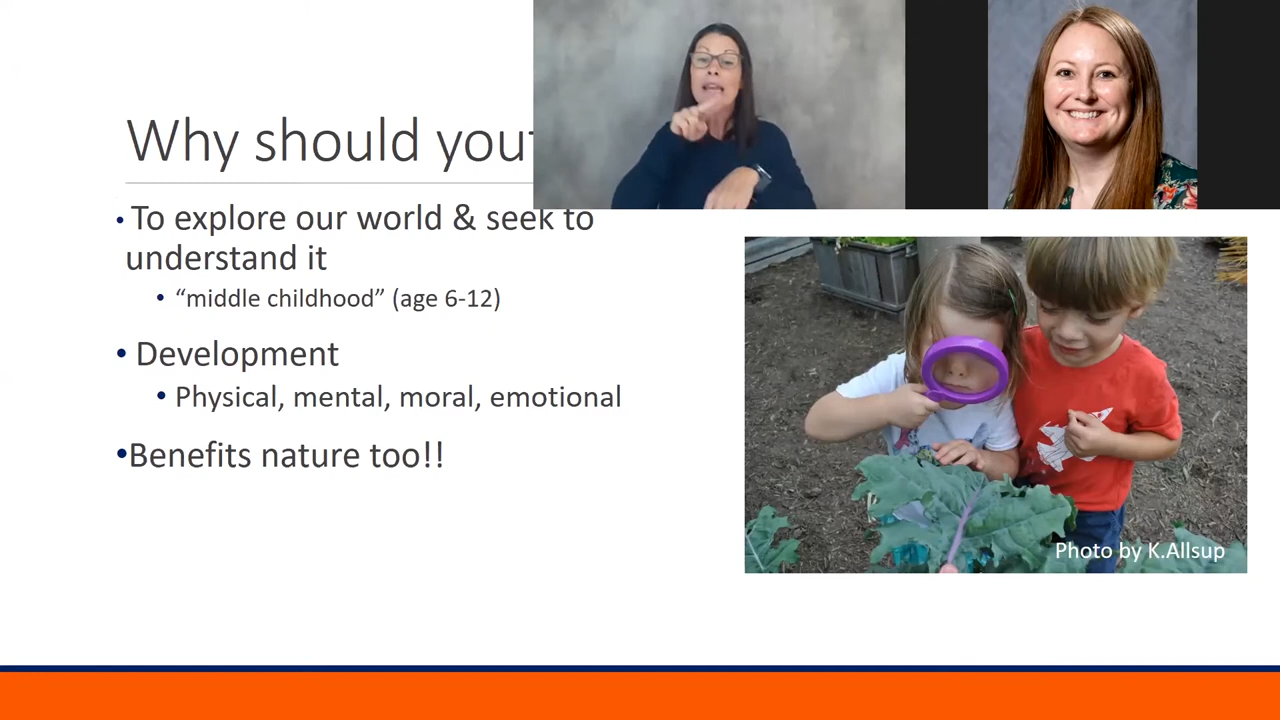 Why should
• To explore our world & seek to
understand it
• “middle childhood” (age 6-12)
• Development
• Physical, mental, moral, emotional
•Benefits nature too!!
Photo by K.Allsup